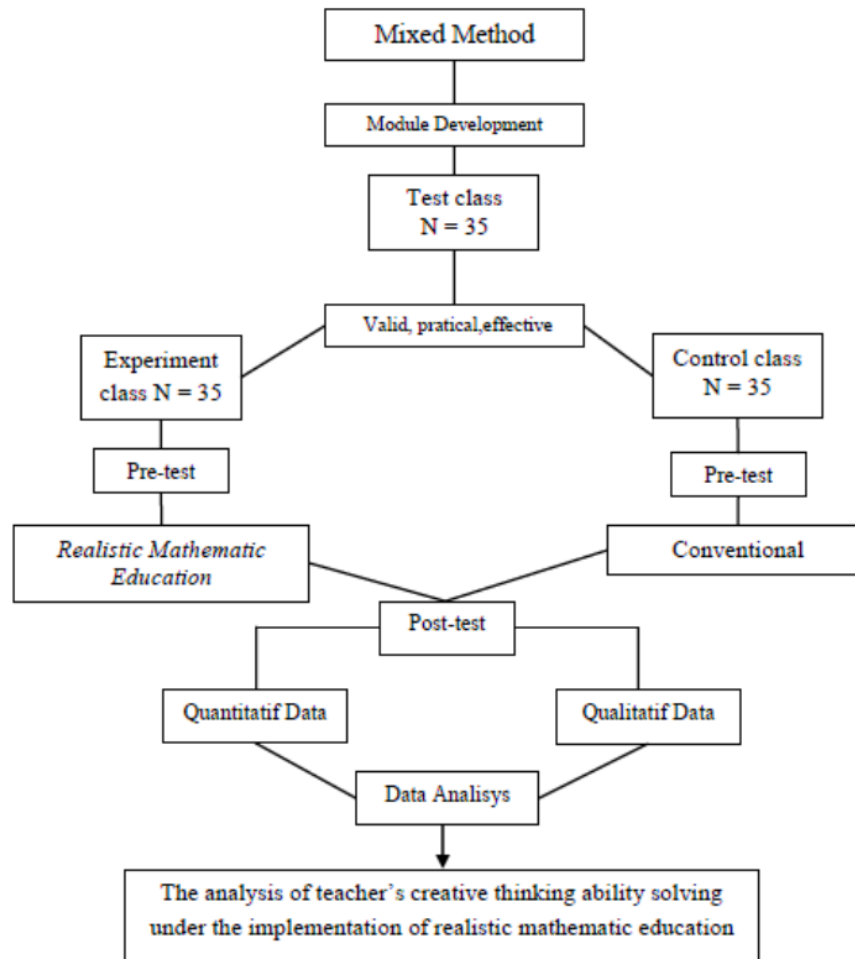 Mixed Method
Module Development
Test class
N = 35
Valid, pratical,effective
Experiment
class N = 35
Control class
N = 35
Pre-test
Pre-test
Realistic Mathematic
Education
Conventional
Post-test
Quantitatif Data
Qualitatif Data
Data Analisys
The analysis of teacher’s creative thinking ability solving
under the implementation of realistic mathematic education